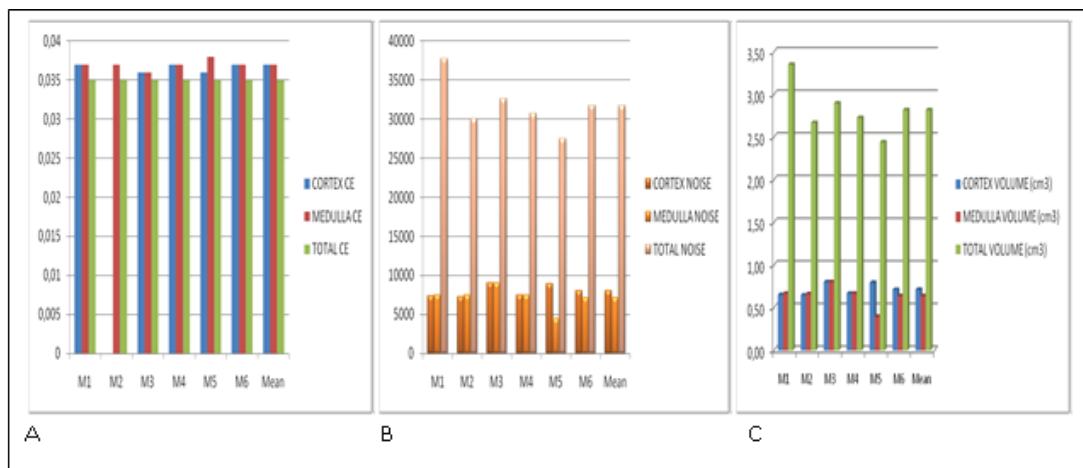 0,04
0,035
0,03
0,025
0,02
0,015
0,01
0,005
0
M1 M2 M3 M4 M5 M6 Mean
CORTEX CE
MEDULLA CE
TOTAL CE
A
40000
35000
30000
25000
20000
15000
10000
5000
0
M1 M2 M3 M4 M5 M6 Mean
CORTEX NOISE
MEDULLA NOISE
TOTAL NOISE
B
3,50
3,00
2,50
2,00
1,50
1,00
0,50
0,00
M1 M2 M3 M4 M5 M6 Mean
CORTEX VOLUME (cm3)
MEDULLA VOLUME (cm3)
TOTAL VOLUME (cm3)
C